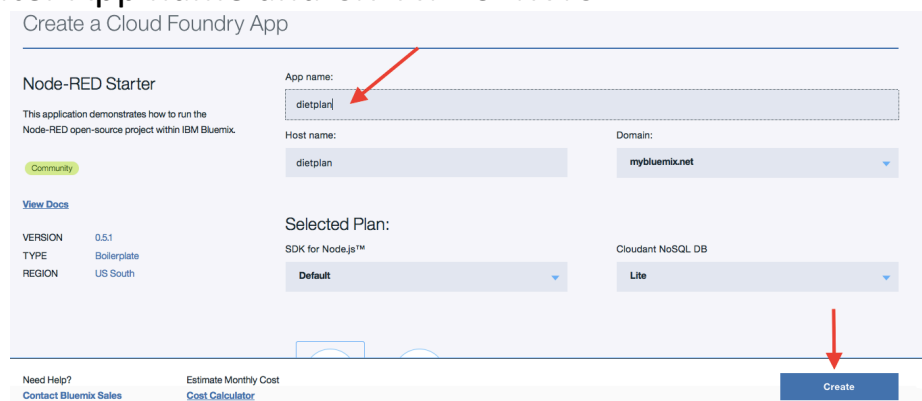 Create a Cloud Foundry App
Node-RED Starter
This application demonstrates how to run the
Node-RED open-source project within IBM Bluemix.
Community
View Docs
VERSION 0.5.1
TYPE Boilerplate
REGION US South
App name:
dietplan
Host name:
dietplan
Domain:
mybluemix.net
Selected Plan:
SDK for Node.js™
Default
Cloudant NoSQL DB
Lite
Need Help?
Contact Bluemix Sales
Estimate Monthly Cost
Cost Calculator
Create